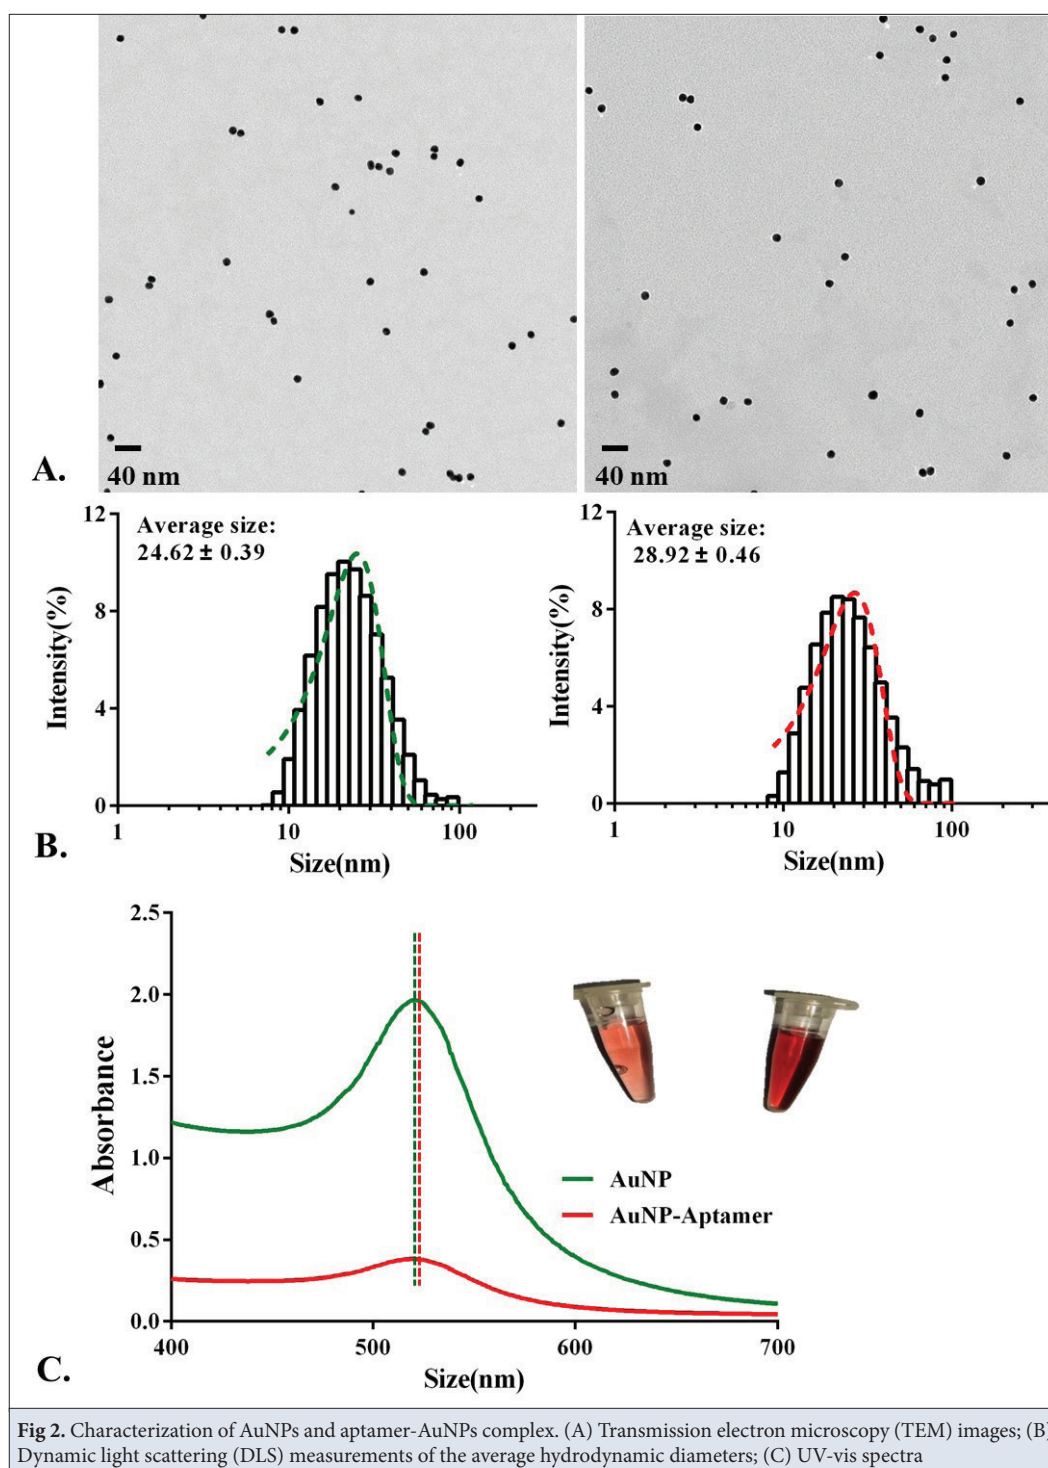 A.
40 nm
40 nm
Average size:
24.62 ± 0.39
Average size:
28.92 ± 0.46
12
8
4
0
Intensity(%)
1
10
100
Size(nm)
12
8
4
0
Intensity(%)
1
10
100
Size(nm)
B.
2.5
2.0
1.5
1.0
0.5
0.0
Absorbance
AuNP
AuNP-Aptamer
400
500
600
700
Size(nm)
C.
Fig 2. Characterization of AuNPs and aptamer-AuNPs complex. (A) Transmission electron microscopy (TEM) images; (B)
Dynamic light scattering (DLS) measurements of the average hydrodynamic diameters; (C) UV-vis spectra